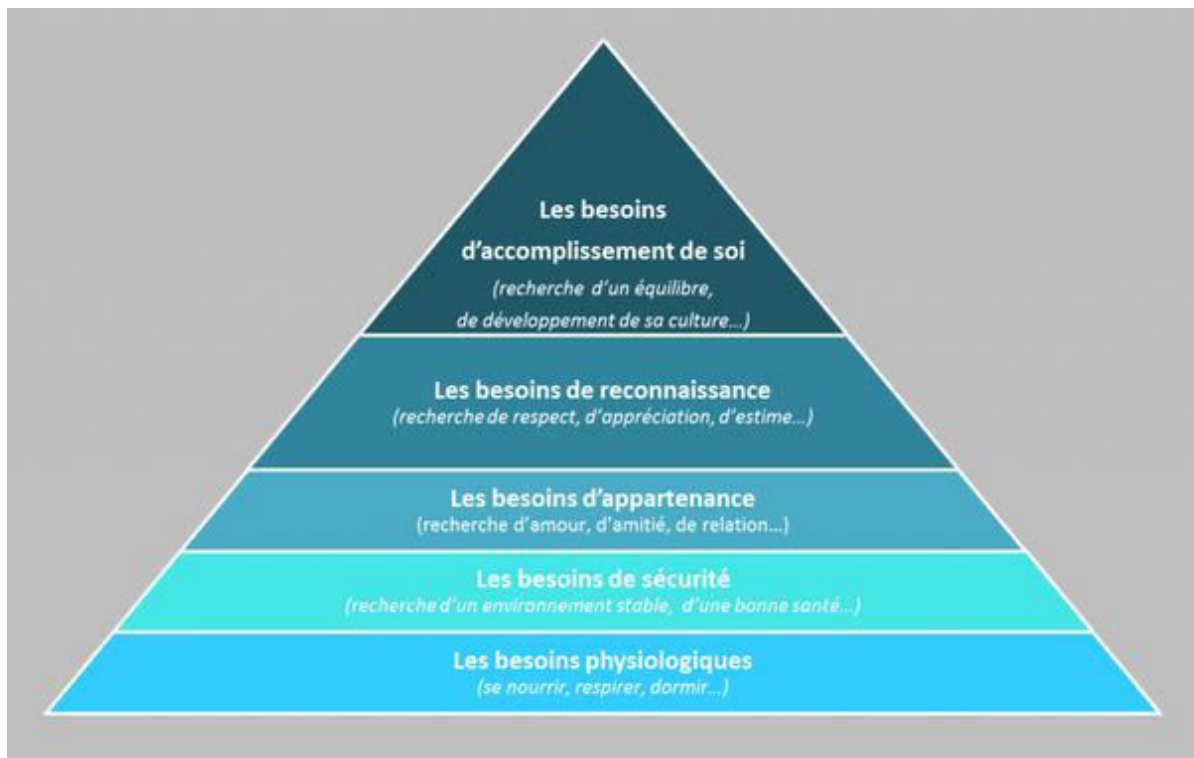 Les besoins
d'accomplissement de soi
(recherche d'un équilibre,
de développement de sa culture…)
Les besoins de reconnaissance
(recherche de respect, d'appréciation, d'estime…)
Les besoins d'appartenance
(recherche d'amour, d'amitié, de relation…)
Les besoins de sécurité
(recherche d'un environnement stable, d'une bonne santé…)
Les besoins physiologiques
(se nourrir, respirer, dormir…)